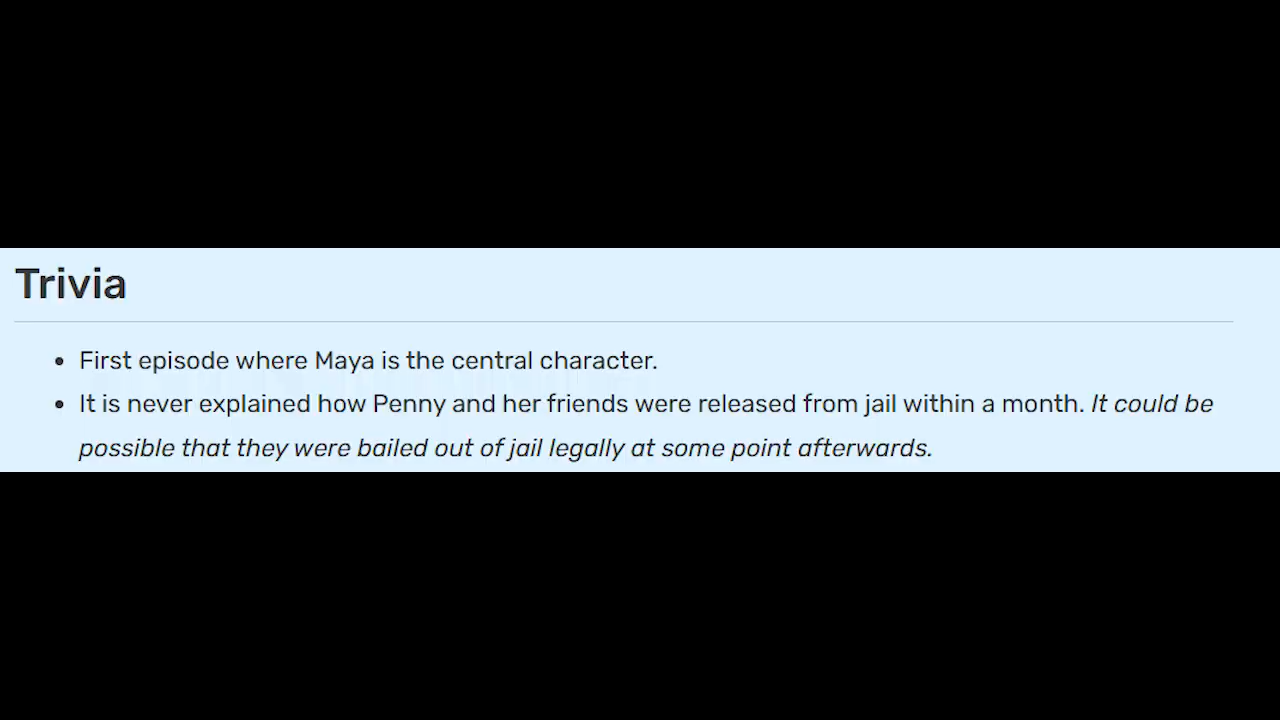 Trivia
First episode where Maya is the central character.
It is never explained how Penny and her friends were released from jail within a month. It could be
possible that they were bailed out of jail legally at some point afterwards.